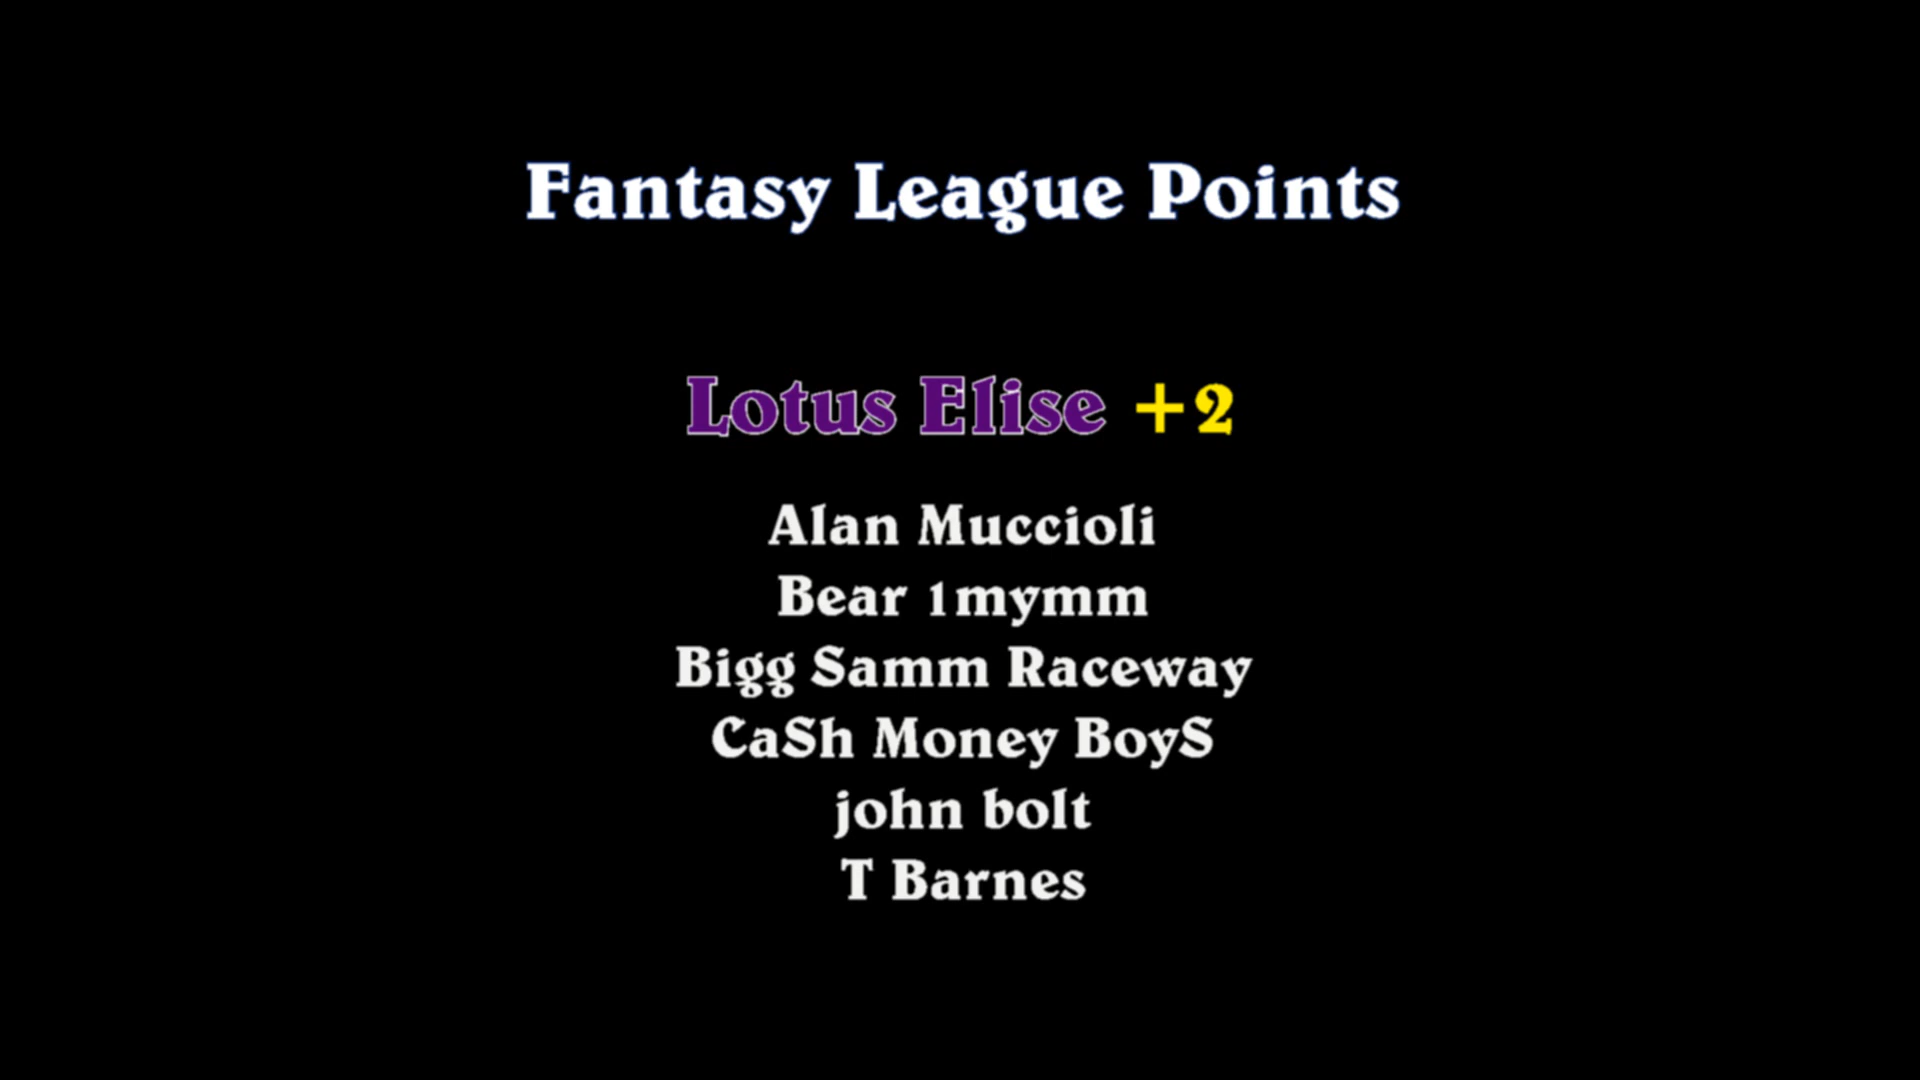 Fantasy League Points
Lotus Elise +2
Alan Muccioli
Bear 1mymm
Bigg Samm Raceway
CaSh Money BoyS
john bolt
T Barnes